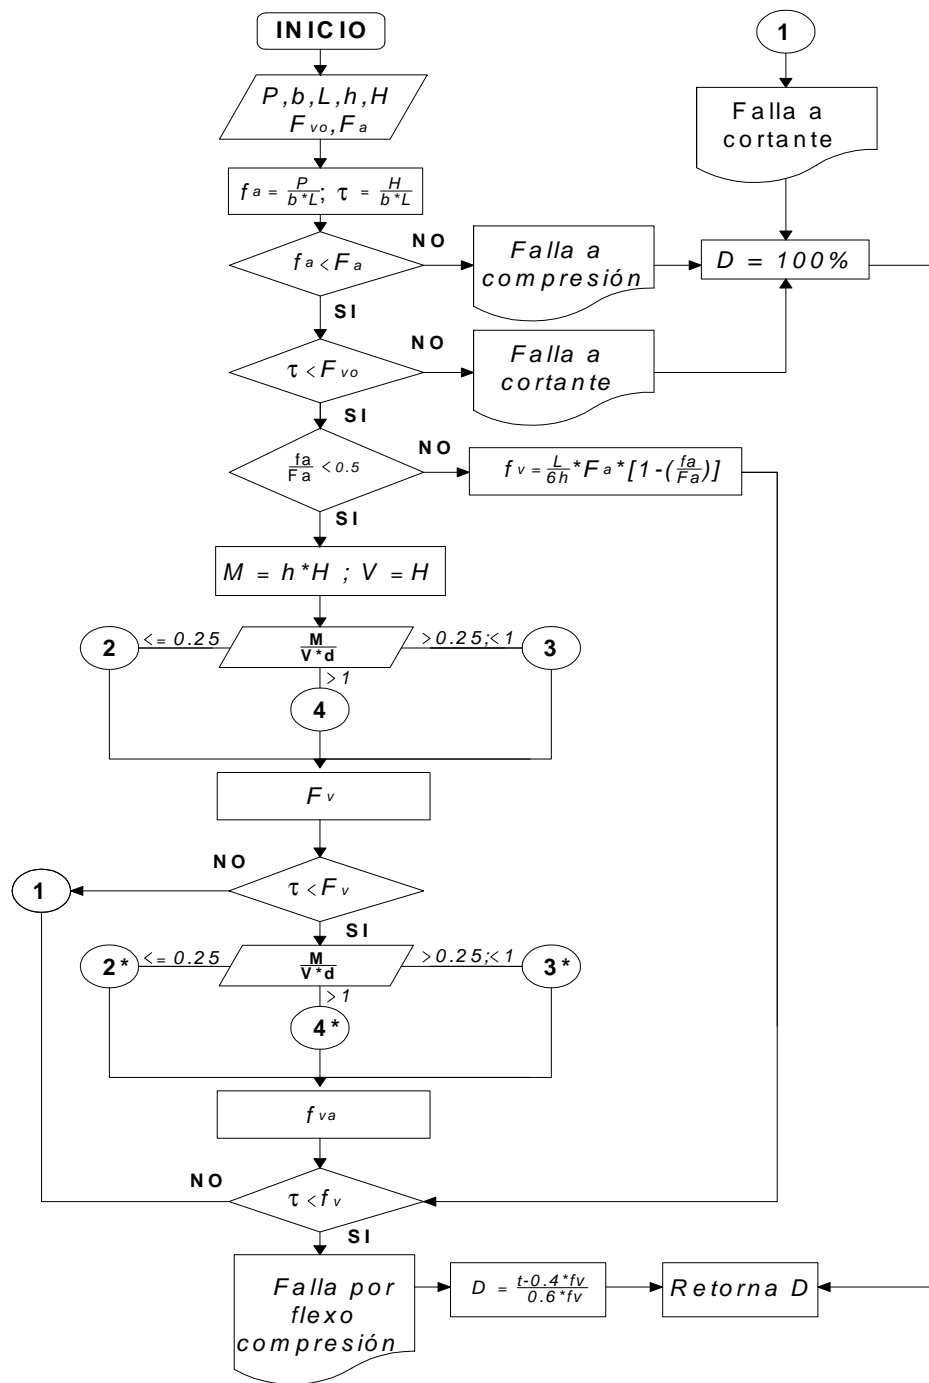 INICIO
1
P,b,L,h,H
Fvo,Fa
Falla a
cortante
fa = P/b*L; τ = H/b*L
fa < Fa
NO
Falla a
compresión
D = 100%
SI
τ < Fvo
NO
Falla a
cortante
SI
fa/Fa < 0.5
NO
fv = L/6h * Fa * [1 - (fa/Fa)]
SI
M = h*H ; V = H
2
<= 0.25
M/V*d
>0.25;<1
3
>1
4
Fv
NO
1
τ < Fv
SI
2*
<= 0.25
M/V*d
>0.25;<1
3*
>1
4*
fva
NO
τ < fv
SI
Falla por
flexo
compresión
D = t-0.4*fv/0.6*fv
Retorna D